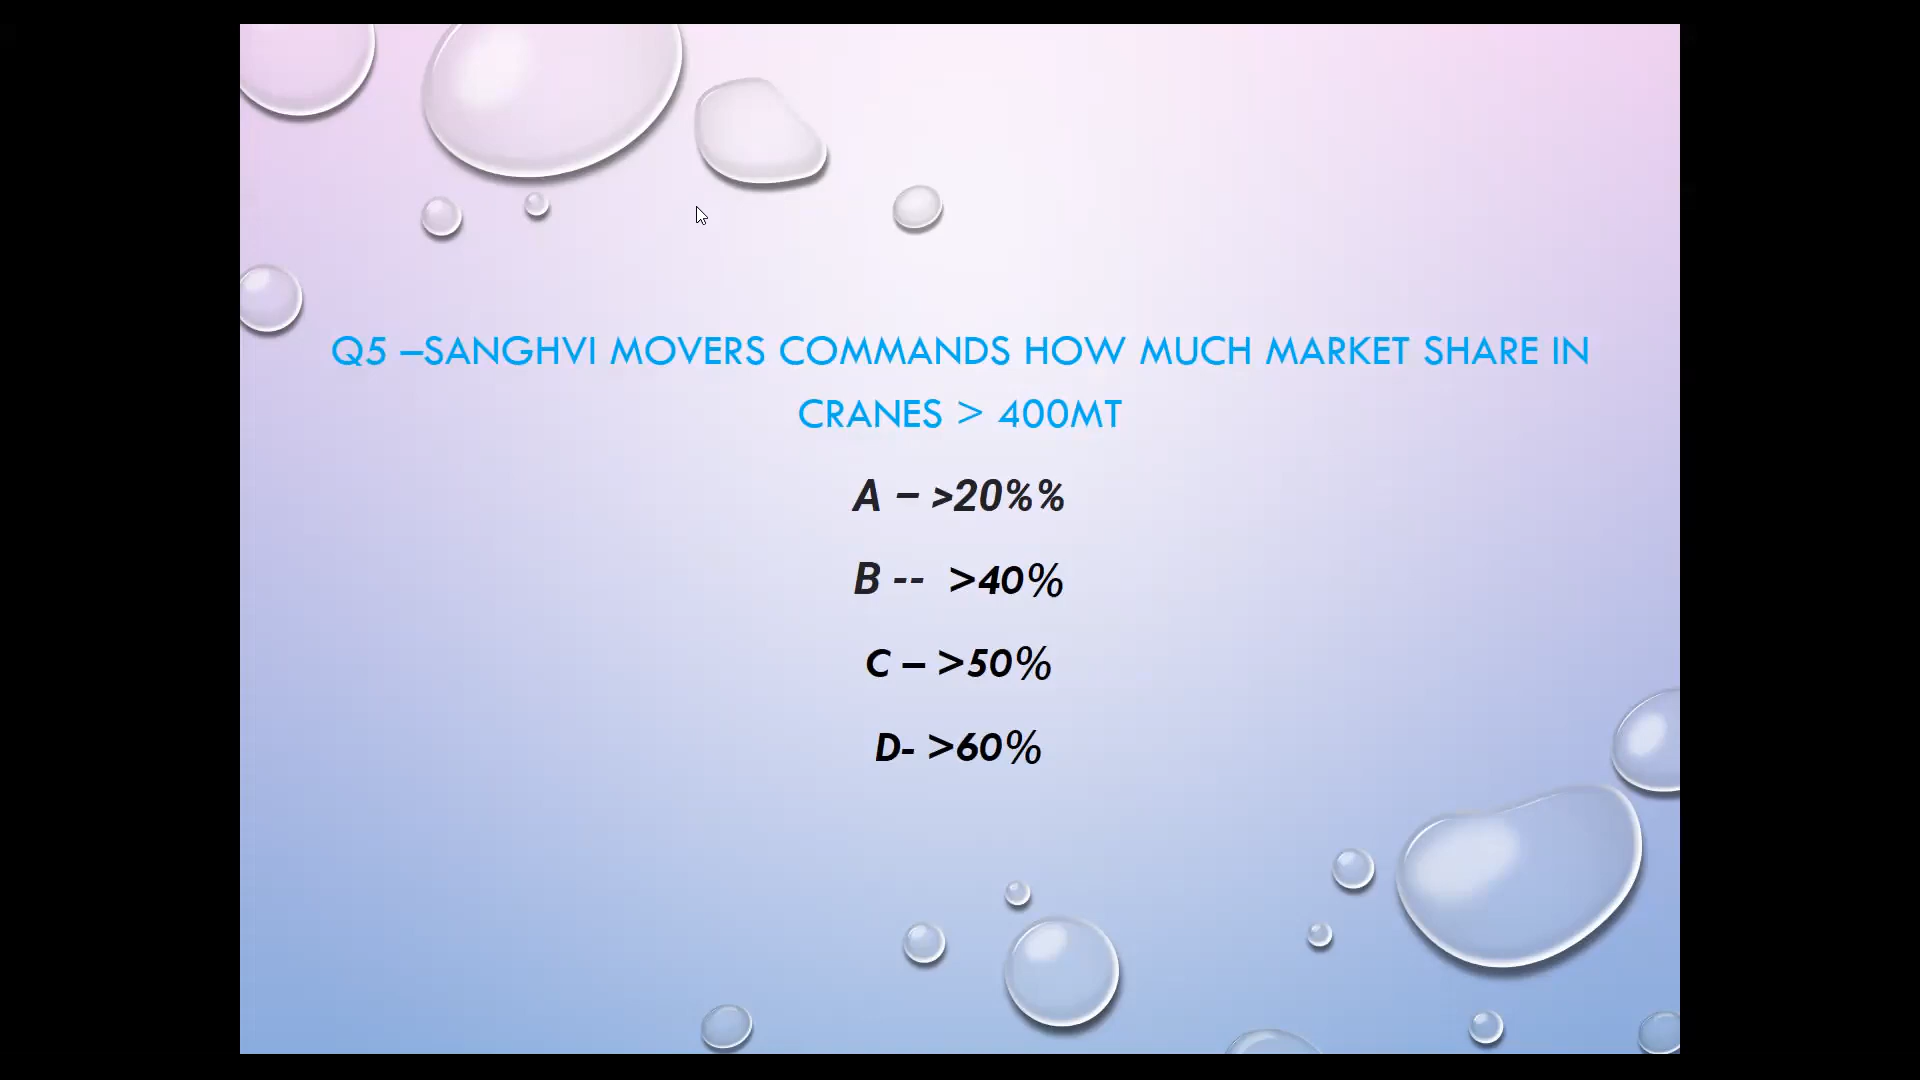 Q5 –SANGHVI MOVERS COMMANDS HOW MUCH MARKET SHARE IN
CRANES > 400MT
A – >20%%
B -- >40%
C – >50%
D- >60%